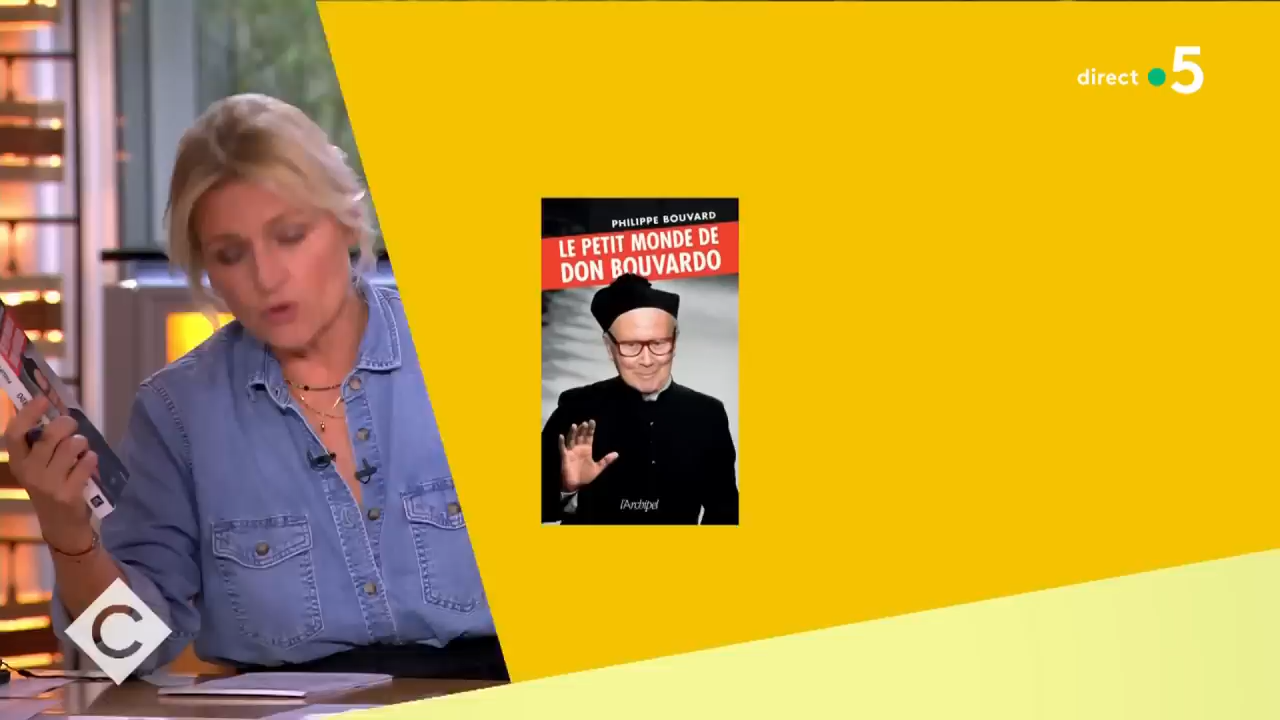 direct 5
PHILIPPE BOUVARD
LE PETIT MONDE DE
DON BOUVARDO
l'Archipel
C